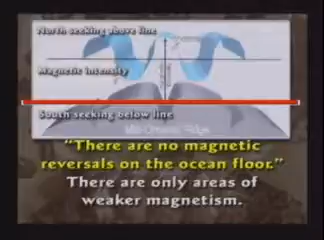 North seeking above line
Magnetic intensity
South seeking below line
Mid-Oceanic Ridge
"There are no magnetic
reversals on the ocean floor."
There are only areas of
weaker magnetism.